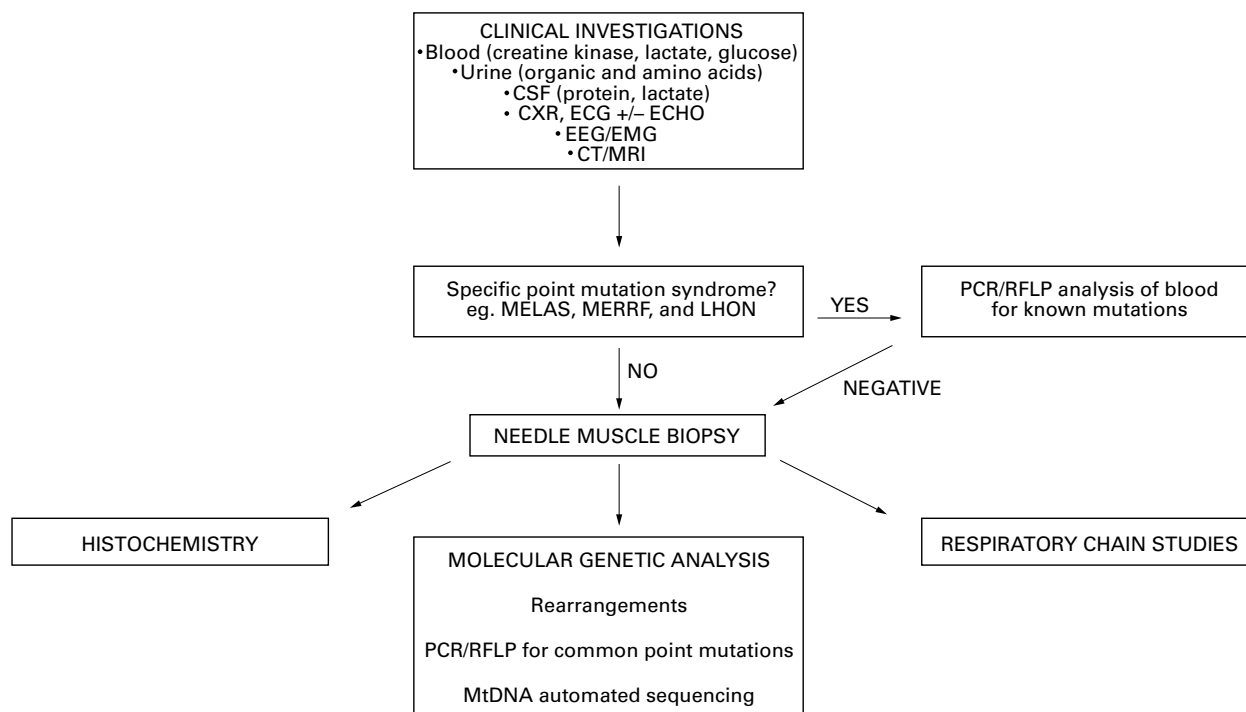 CLINICAL INVESTIGATIONS
•Blood (creatine kinase, lactate, glucose)
•Urine (organic and amino acids)
•CSF (protein, lactate)
• CXR, ECG +/– ECHO
•EEG/EMG
•CT/MRI
Specific point mutation syndrome?
eg. MELAS, MERRF, and LHON
YES
PCR/RFLP analysis of blood
for known mutations
NO
NEGATIVE
NEEDLE MUSCLE BIOPSY
HISTOCHEMISTRY
MOLECULAR GENETIC ANALYSIS
Rearrangements
PCR/RFLP for common point mutations
MtDNA automated sequencing
RESPIRATORY CHAIN STUDIES